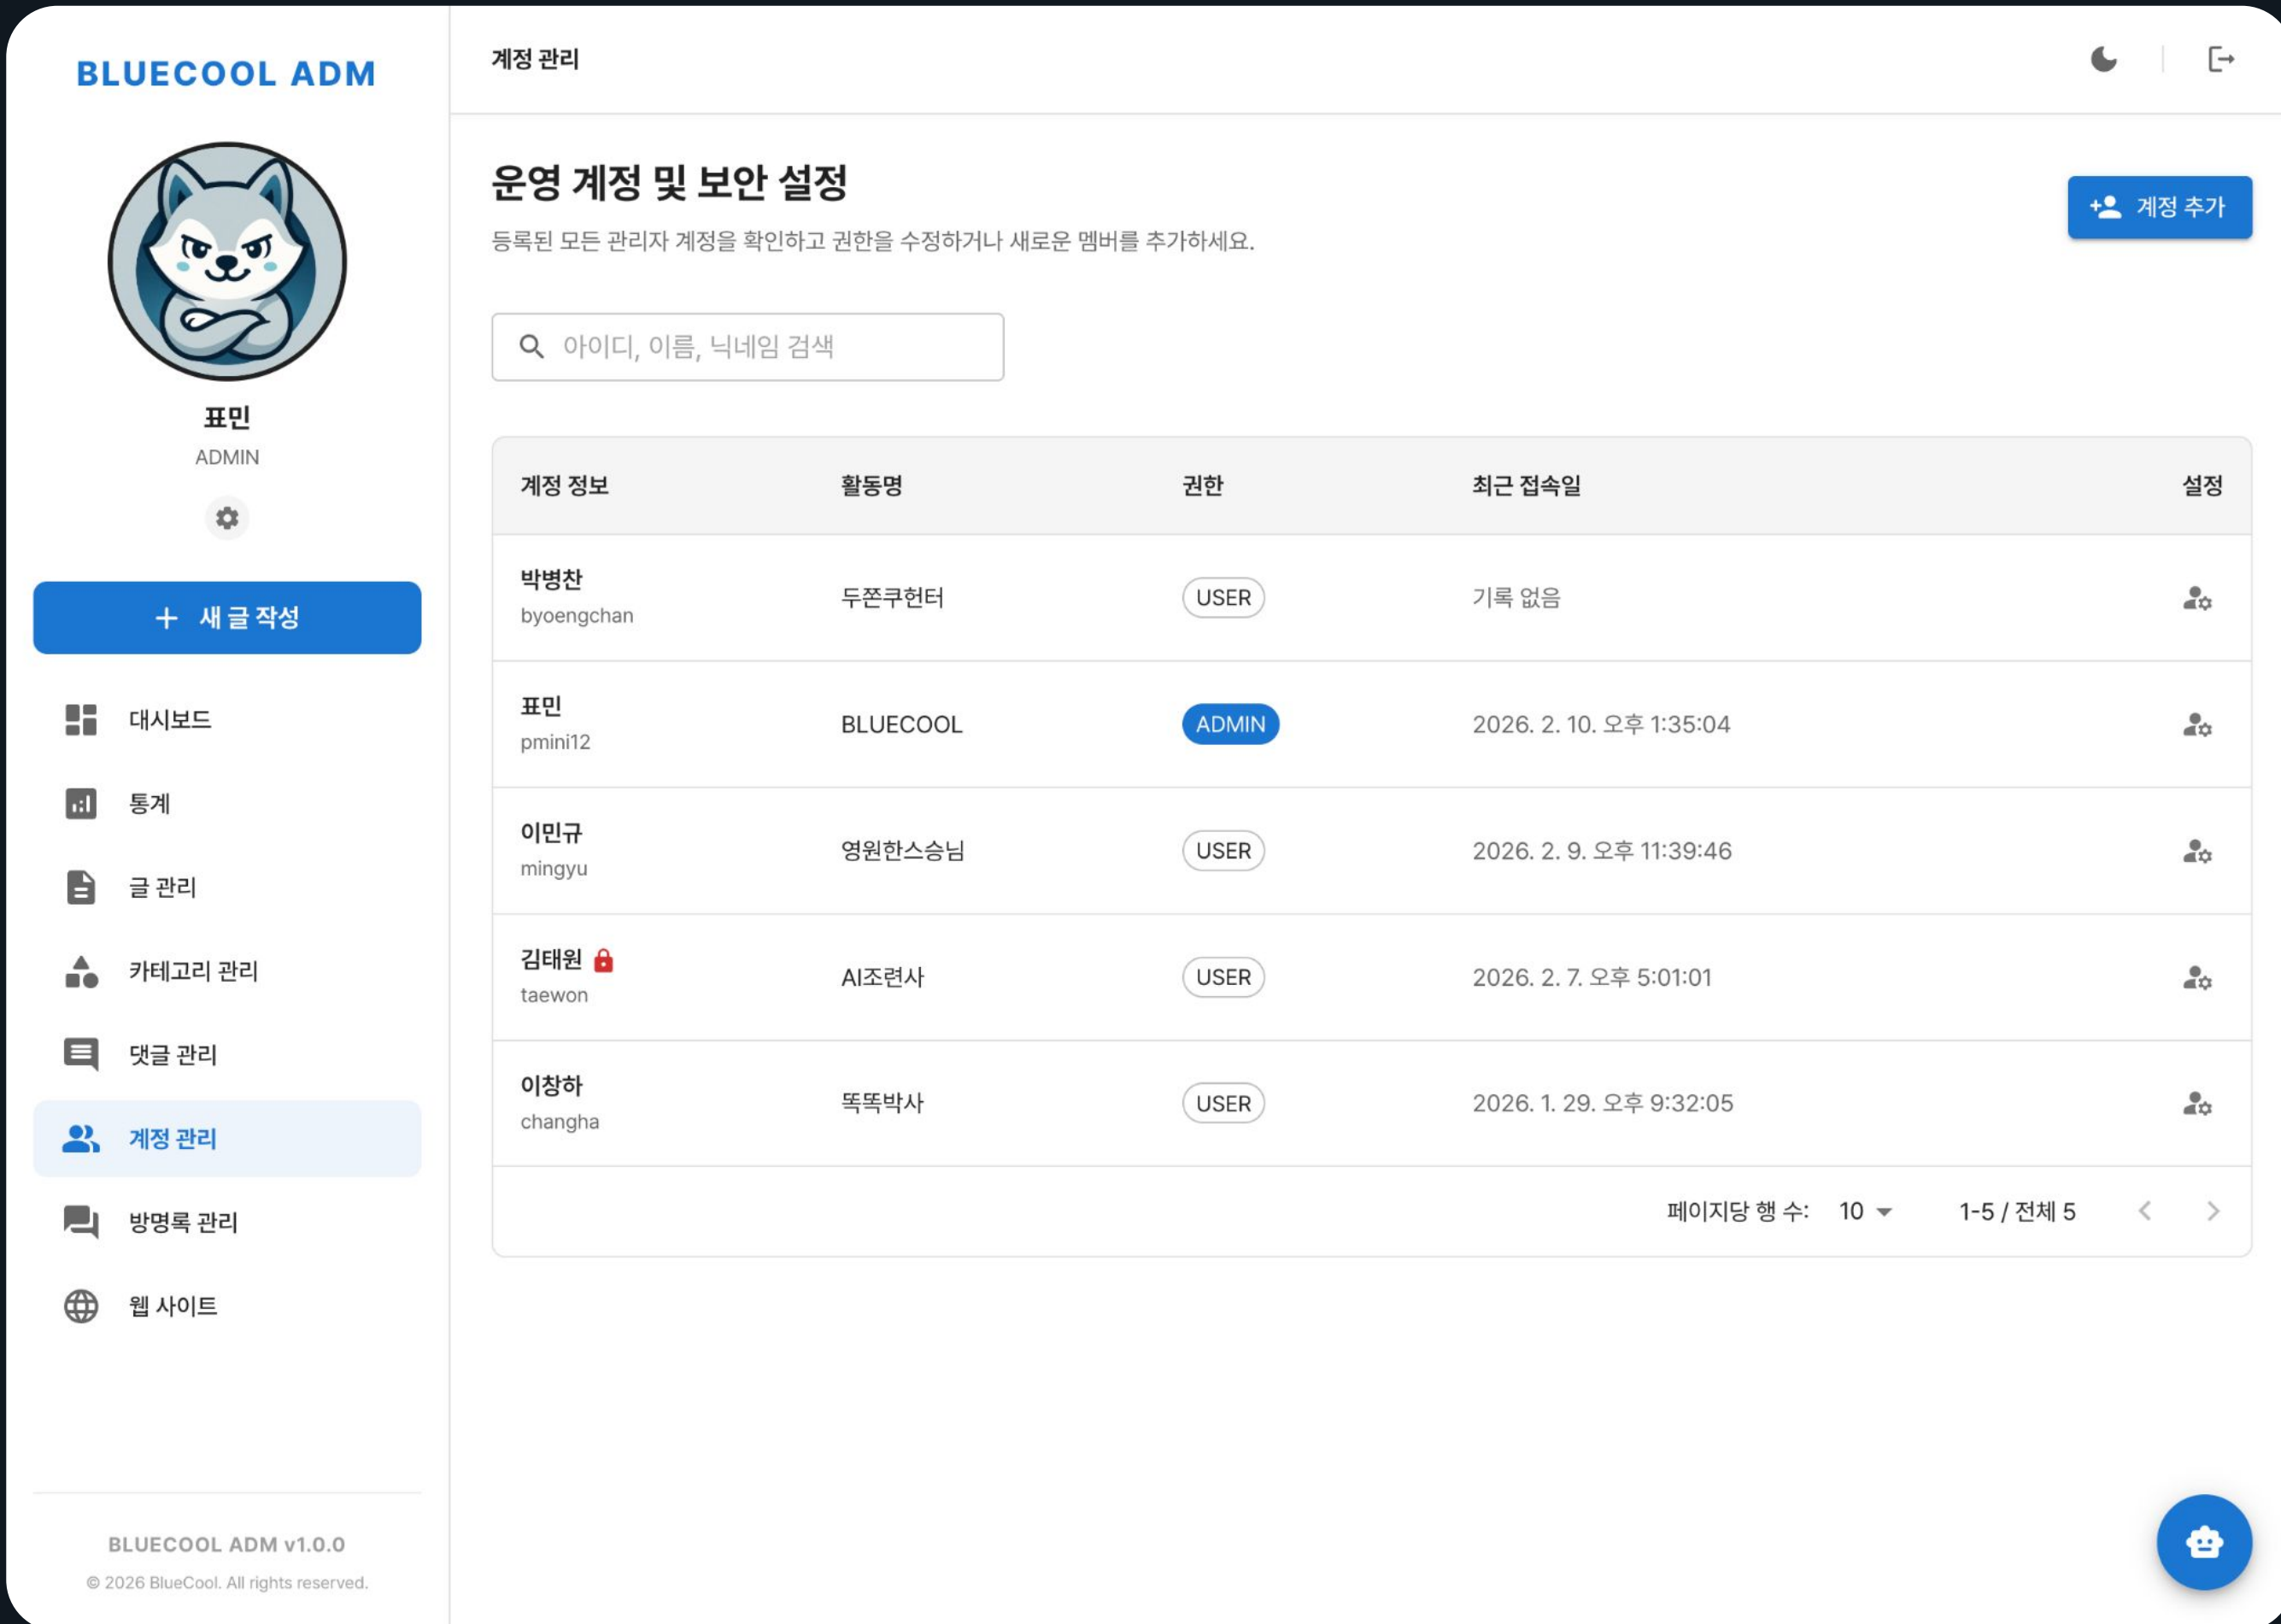 BLUECOOL ADM
표민
ADMIN
새 글 작성
대시보드
통계
글 관리
카테고리 관리
댓글 관리
계정 관리
방명록 관리
웹 사이트
BLUECOOL ADM v1.0.0
© 2026 BlueCool. All rights reserved.
계정 관리
운영 계정 및 보안 설정
등록된 모든 관리자 계정을 확인하고 권한을 수정하거나 새로운 멤버를 추가하세요.
계정 추가
아이디, 이름, 닉네임 검색
계정 정보 활동명 권한 최근 접속일 설정
박병찬
byoengchan 두쫀쿠헌터 USER 기록 없음
표민
pmini12 BLUECOOL ADMIN 2026. 2. 10. 오후 1:35:04
이민규
mingyu 영원한스승님 USER 2026. 2. 9. 오후 11:39:46
김태원
taewon AI조련사 USER 2026. 2. 7. 오후 5:01:01
이창하
changha 똑똑박사 USER 2026. 1. 29. 오후 9:32:05
페이지당 행 수: 10 1-5 / 전체 5